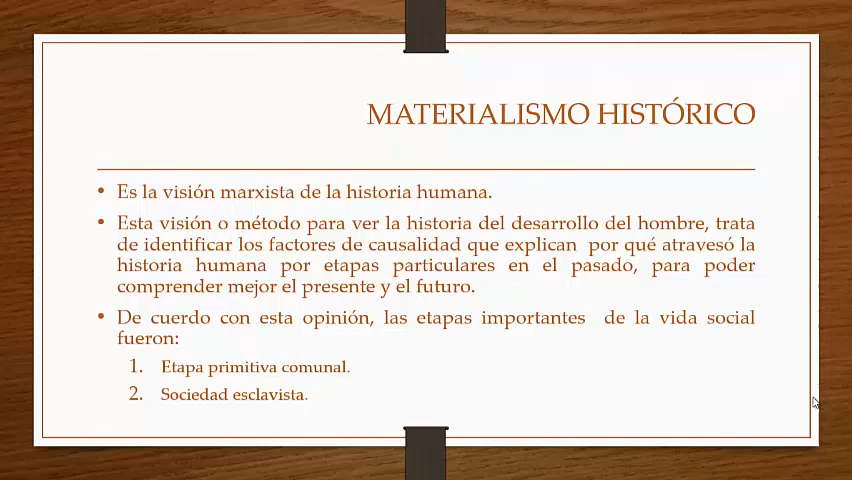 MATERIALISMO HISTÓRICO
• Es la visión marxista de la historia humana.
• Esta visión o método para ver la historia del desarrollo del hombre, trata
de identificar los factores de causalidad que explican por qué atravesó la
historia humana por etapas particulares en el pasado, para poder
comprender mejor el presente y el futuro.
• De cuerdo con esta opinión, las etapas importantes de la vida social
fueron:
1. Etapa primitiva comunal.
2. Sociedad esclavista.